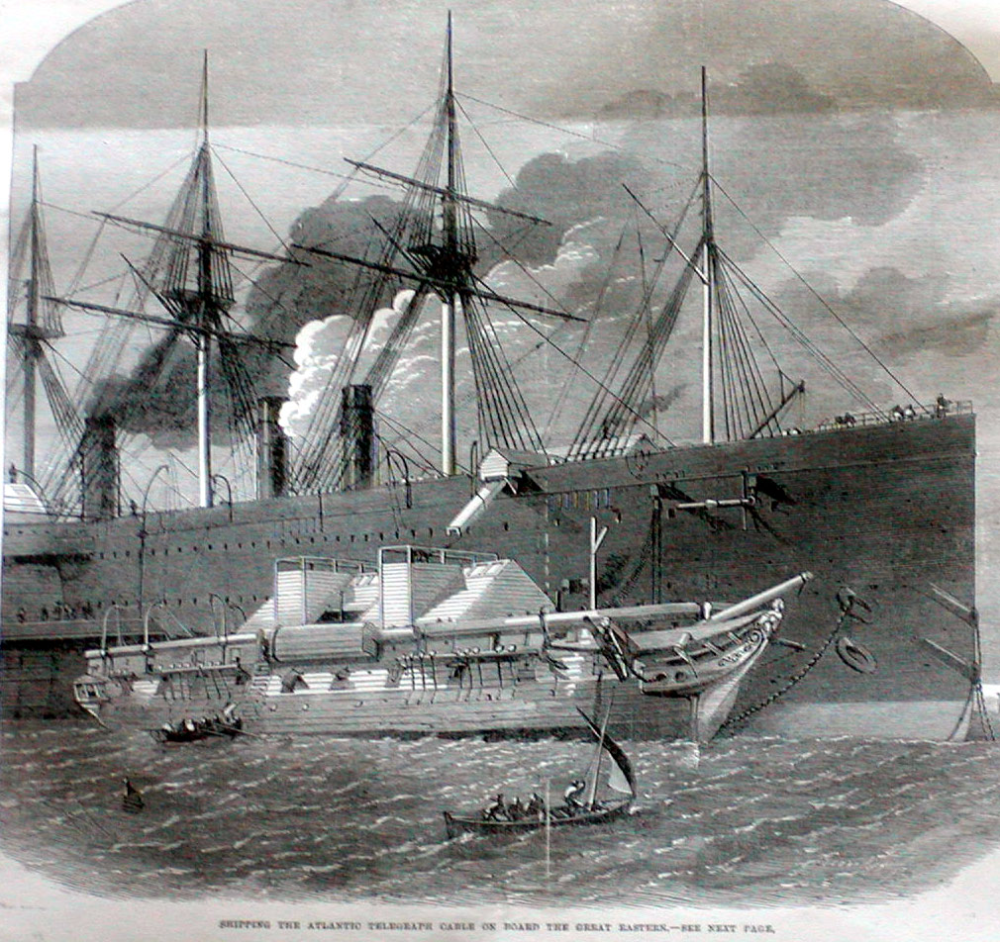 SHIPPING THE ATLANTIC TELEGRAPH CABLE ON BOARD THE GREAT EASTERN.—SEE NEXT PAGE.